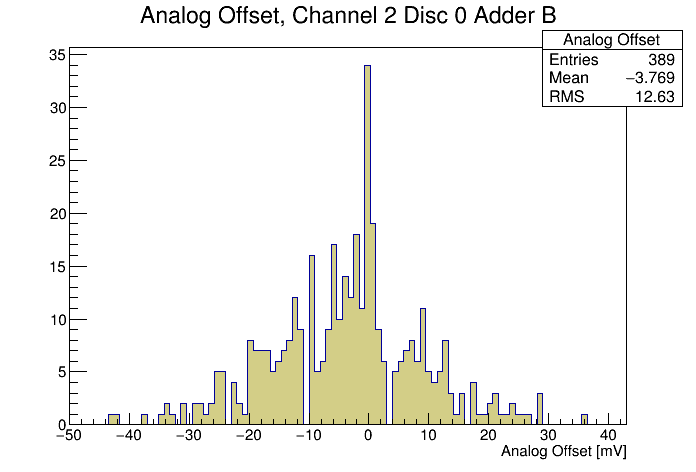 Analog Offset, Channel 2 Disc 0 Adder B
Analog Offset
Entries 389
Mean −3.769
RMS 12.63
35
30
25
20
15
10
5
0
−50 −40 −30 −20 −10 0 10 20 30 40
Analog Offset [mV]